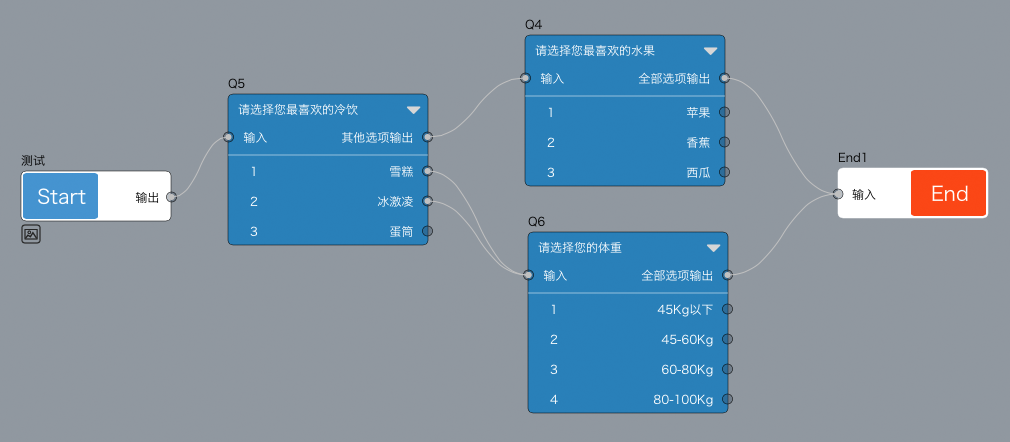 测试
Start
输出
Q5
请选择您最喜欢的冷饮
输入
其他选项输出
1
雪糕
2
冰激凌
3
蛋筒
Q4
请选择您最喜欢的水果
输入
全部选项输出
1
苹果
2
香蕉
3
西瓜
Q6
请选择您的体重
输入
全部选项输出
1
45Kg以下
2
45-60Kg
3
60-80Kg
4
80-100Kg
End1
输入
End